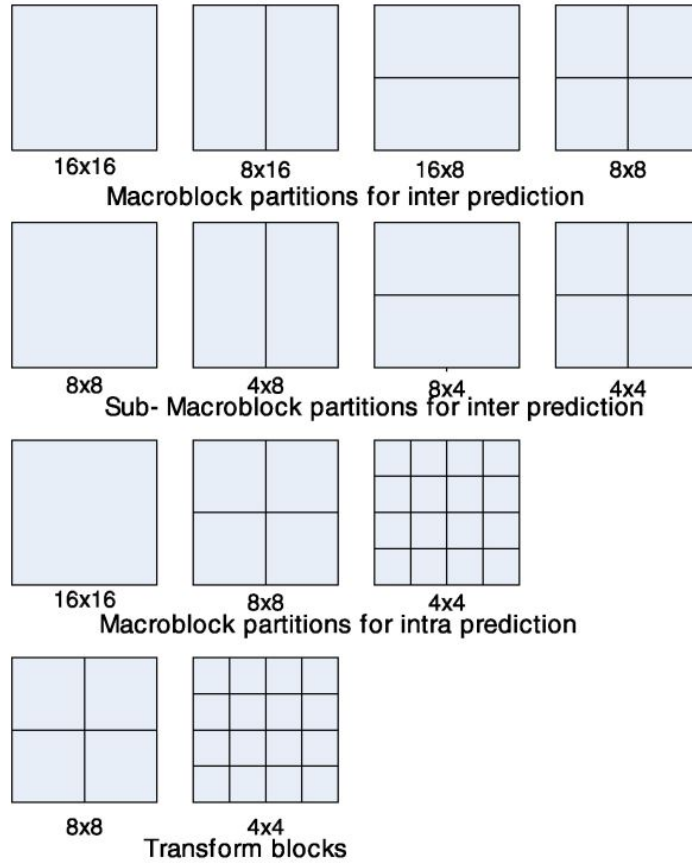 16x16 8x16 16x8 8x8
Macroblock partitions for inter prediction
8x8 4x8 8x4 4x4
Sub- Macroblock partitions for inter prediction
16x16 8x8 4x4
Macroblock partitions for intra prediction
8x8 4x4
Transform blocks